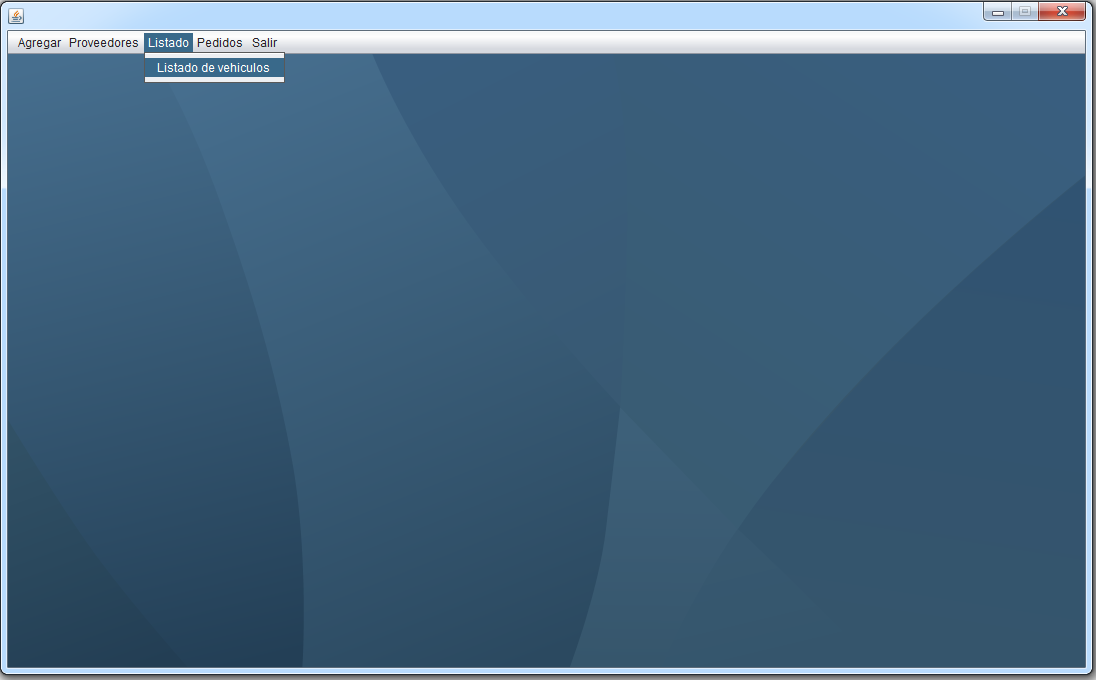 Agregar Proveedores Listado Pedidos Salir
Listado de vehiculos